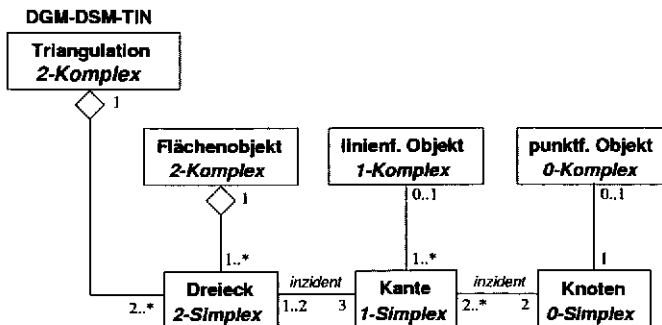 DGM-DSM-TIN
Triangulation
2-Komplex
1
Flächenobjekt
2-Komplex
linienf. Objekt
1-Komplex
punktf. Objekt
0-Komplex
1
0..1
0..1
1..*
1..*
1
2..*
Dreieck
2-Simplex
inzident
1..2
3
Kante
1-Simplex
inzident
2..*
2
Knoten
0-Simplex